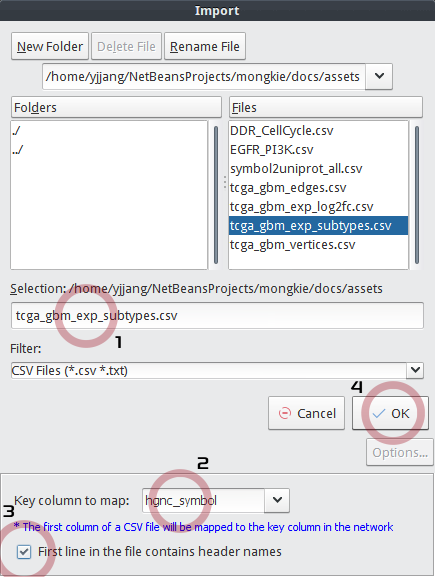 Import
New Folder Delete File Rename File
/home/yjjang/NetBeansProjects/mongkie/docs/assets
Folders Files
./
../
DDR_CellCycle.csv
EGFR_PI3K.csv
symbol2uniprot_all.csv
tcga_gbm_edges.csv
tcga_gbm_exp_log2fc.csv
tcga_gbm_exp_subtypes.csv
tcga_gbm_vertices.csv
Selection: /home/yjjang/NetBeansProjects/mongkie/docs/assets
tcga_gbm_exp_subtypes.csv
1
Filter:
CSV Files (*.csv *.txt)
4
Cancel OK
Options...
2
Key column to map: hgnc_symbol
3
* The first column of a CSV file will be mapped to the key column in the network
First line in the file contains header names